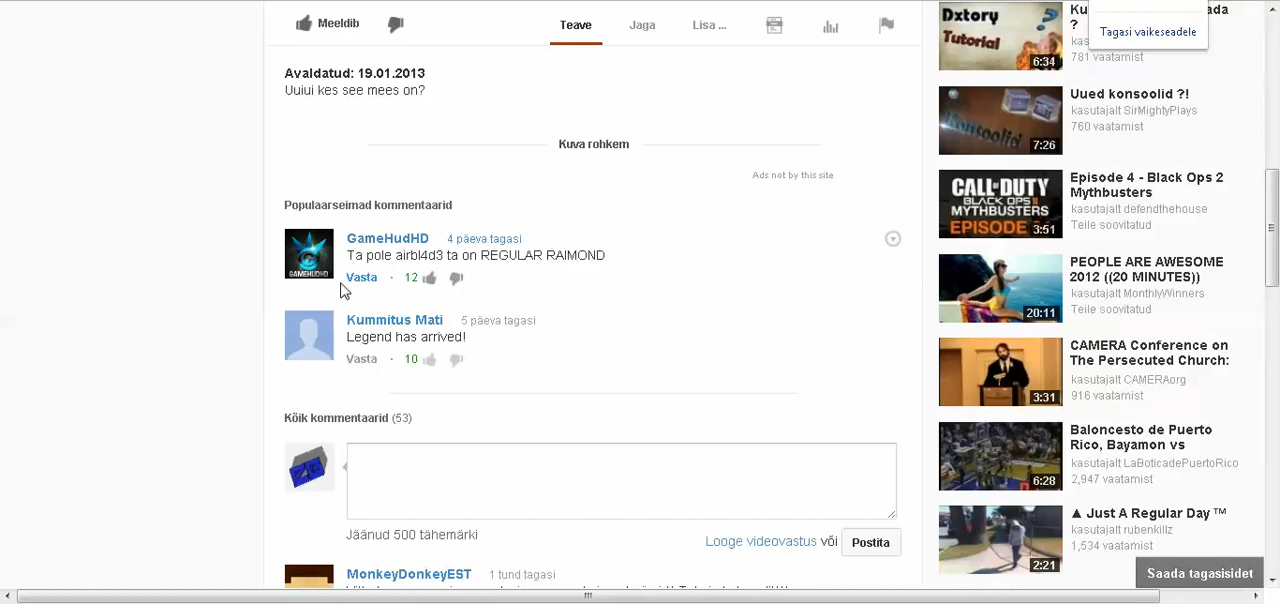 Meeldib
Teave
Jaga
Lisa ...
Avaldatud: 19.01.2013
Uuiui kes see mees on?
Kuva rohkem
Ads not by this site
Populaarseimad kommentaarid
GameHudHD 4 päeva tagasi
Ta pole airbl4d3 ta on REGULAR RAIMOND
Vasta · 12
GAMEHUDHD
Kummitus Mati 5 päeva tagasi
Legend has arrived!
Vasta · 10
Kõik kommentaarid (53)
Jäänud 500 tähemärki
Looge videovastus või Postita
MonkeyDonkeyEST 1 tund tagasi
Tagasi vaikeseadele
Dxtory
Tutorial
6:34
?
781 vaatamist
Uued konsoolid ?!
kasutajalt SirMightyPlays
760 vaatamist
Konsoolid
7:26
Episode 4 - Black Ops 2
Mythbusters
kasutajalt defendthehouse
Teile soovitatud
CALL OF DUTY
BLACK OPS II
MYTHBUSTERS
EPISODE
3:51
PEOPLE ARE AWESOME
2012 ((20 MINUTES))
kasutajalt MonthlyWinners
Teile soovitatud
20:11
CAMERA Conference on
The Persecuted Church:
kasutajalt CAMERAorg
916 vaatamist
3:31
Baloncesto de Puerto
Rico, Bayamon vs
kasutajalt LaBoticadePuertoRico
2,947 vaatamist
6:28
▲ Just A Regular Day ™
kasutajalt rubenkillz
1,534 vaatamist
2:21
Saada tagasisidet